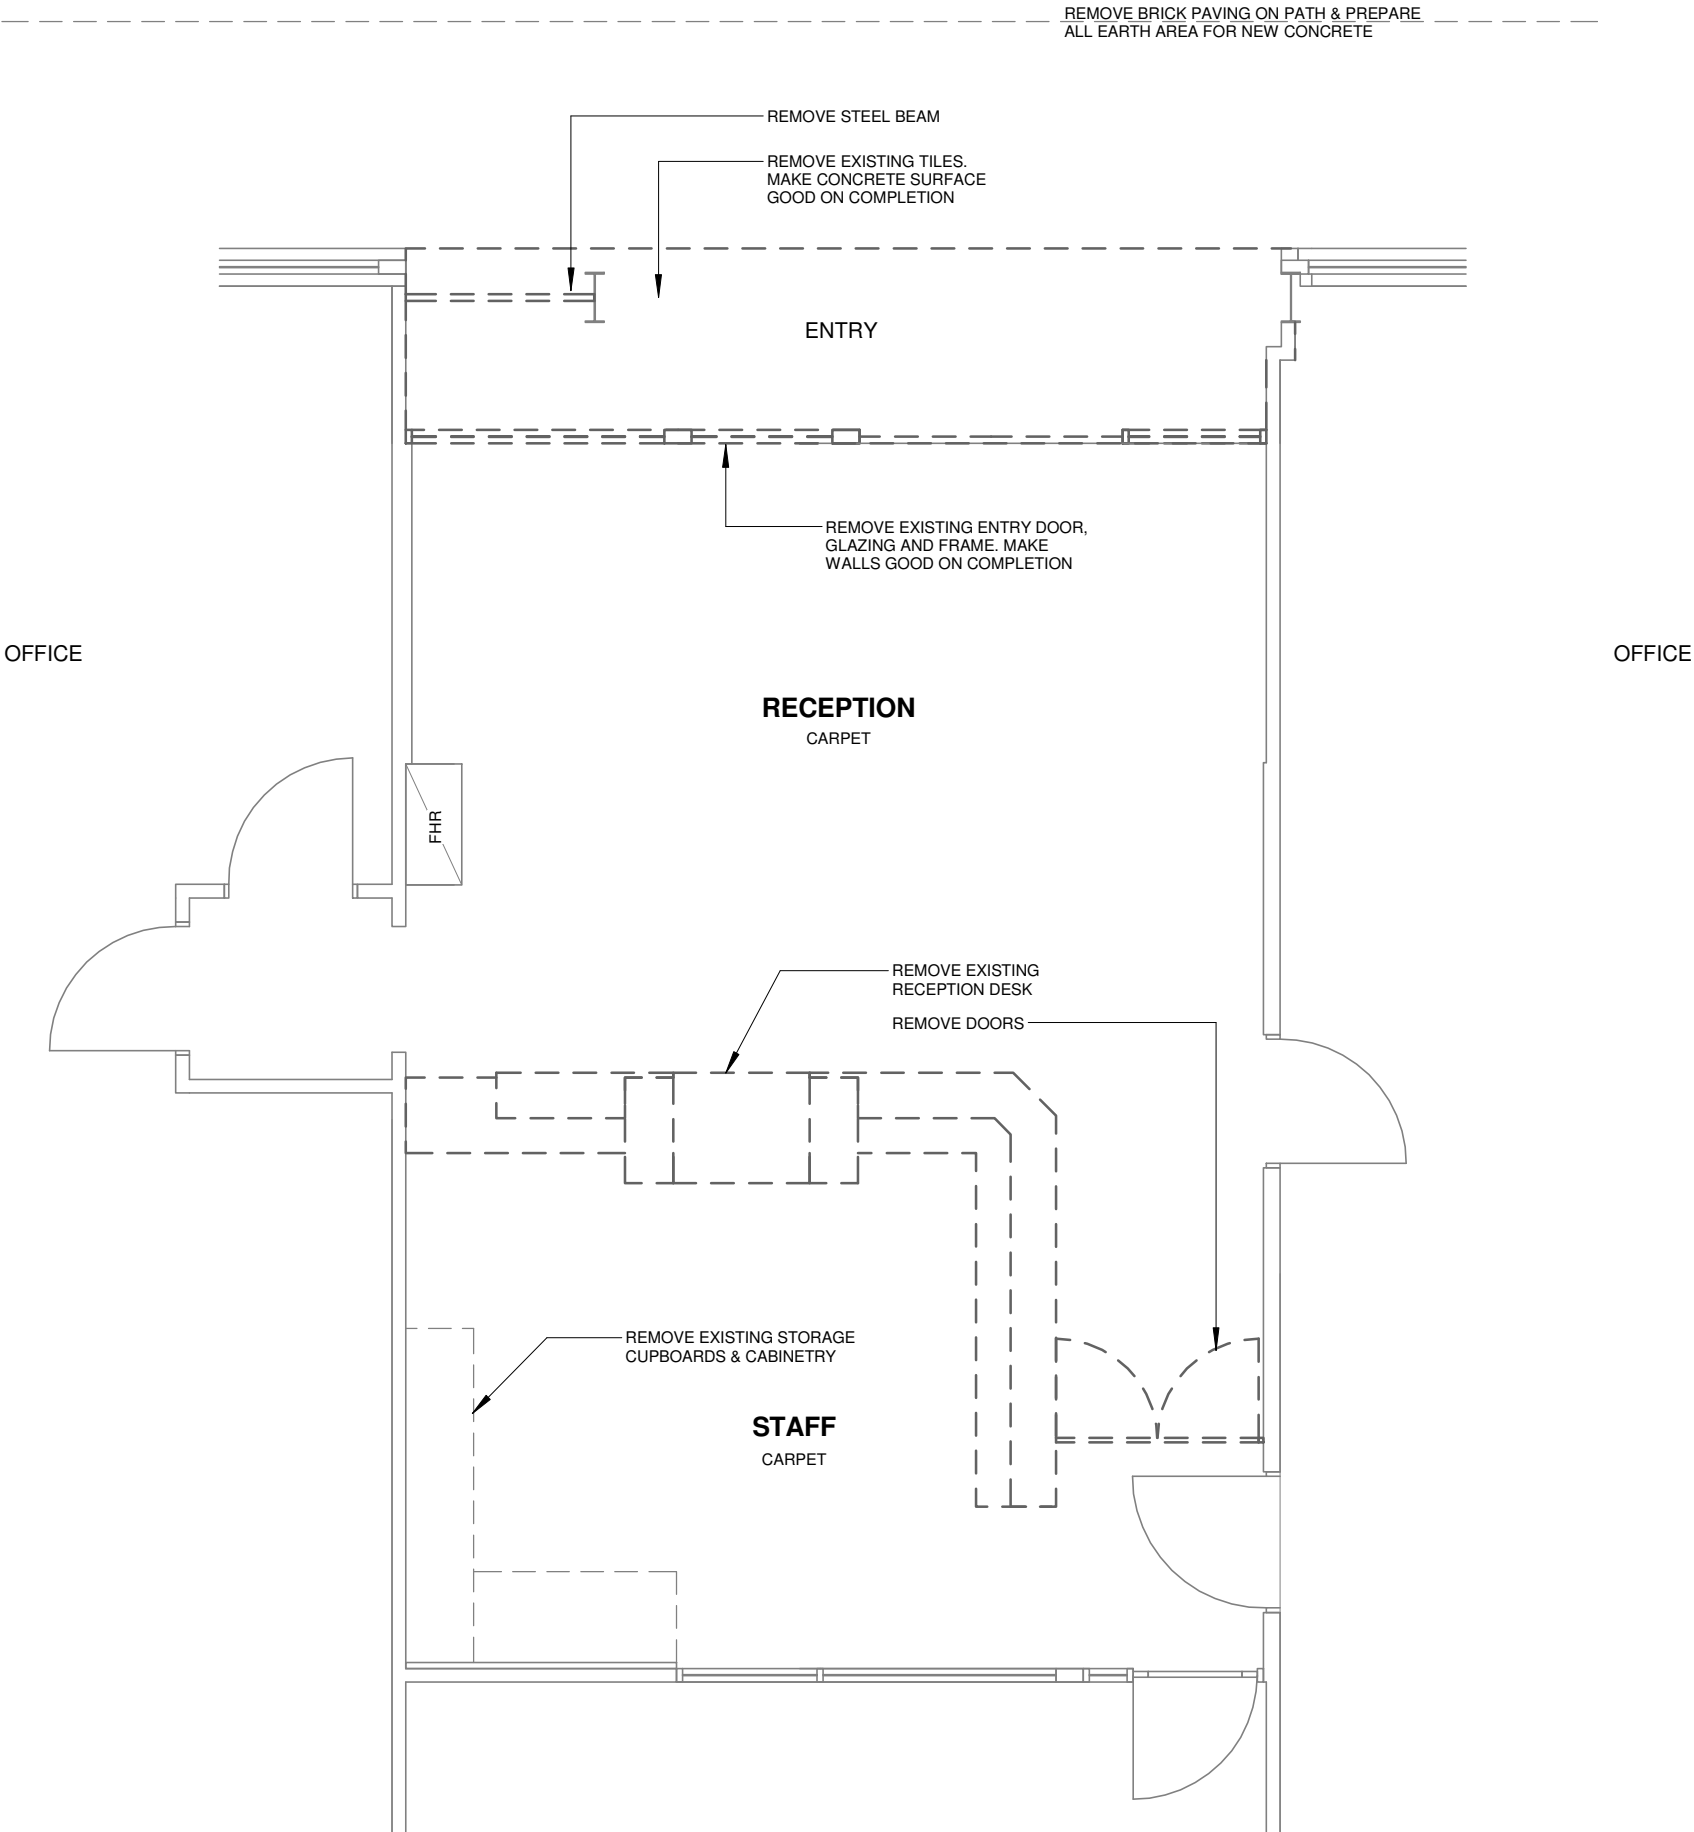 REMOVE BRICK PAVING ON PATH & PREPARE
ALL EARTH AREA FOR NEW CONCRETE
REMOVE STEEL BEAM
REMOVE EXISTING TILES.
MAKE CONCRETE SURFACE
GOOD ON COMPLETION
ENTRY
REMOVE EXISTING ENTRY DOOR,
GLAZING AND FRAME. MAKE
WALLS GOOD ON COMPLETION
OFFICE
OFFICE
RECEPTION
CARPET
FHR
REMOVE EXISTING
RECEPTION DESK
REMOVE DOORS
REMOVE EXISTING STORAGE
CUPBOARDS & CABINETRY
STAFF
CARPET